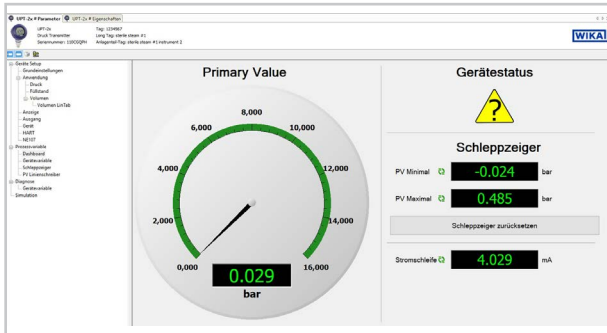 UPT-2x # Parameter
UPT-2x # Eigenschaften
UPT-2x
Druck Transmitter
Tag: 1234567
Long Tag: sterile steam #1
Anlagenteil Tag: sterile steam #1 instrument 2
WIKA
Geräte Setup
Grundeinstellungen
Anwendung
Druck
Füllstand
Volumen
Volumen LinTab
Anzeige
Ausgang
Gerät
HART
NE107
Prozessvariable
Dashboard
Gerätevariable
Schleppzeiger
PV Linienschreiber
Diagnose
Gerätevariable
Simulation
Primary Value
0,000
2,000
4,000
6,000
8,000
10,000
12,000
14,000
16,000
0.029
bar
Gerätestatus
?
Schleppzeiger
PV Minimal -0.024 bar
PV Maximal 0.485 bar
Schleppzeiger zurücksetzen
Stromschleife 4.029 mA